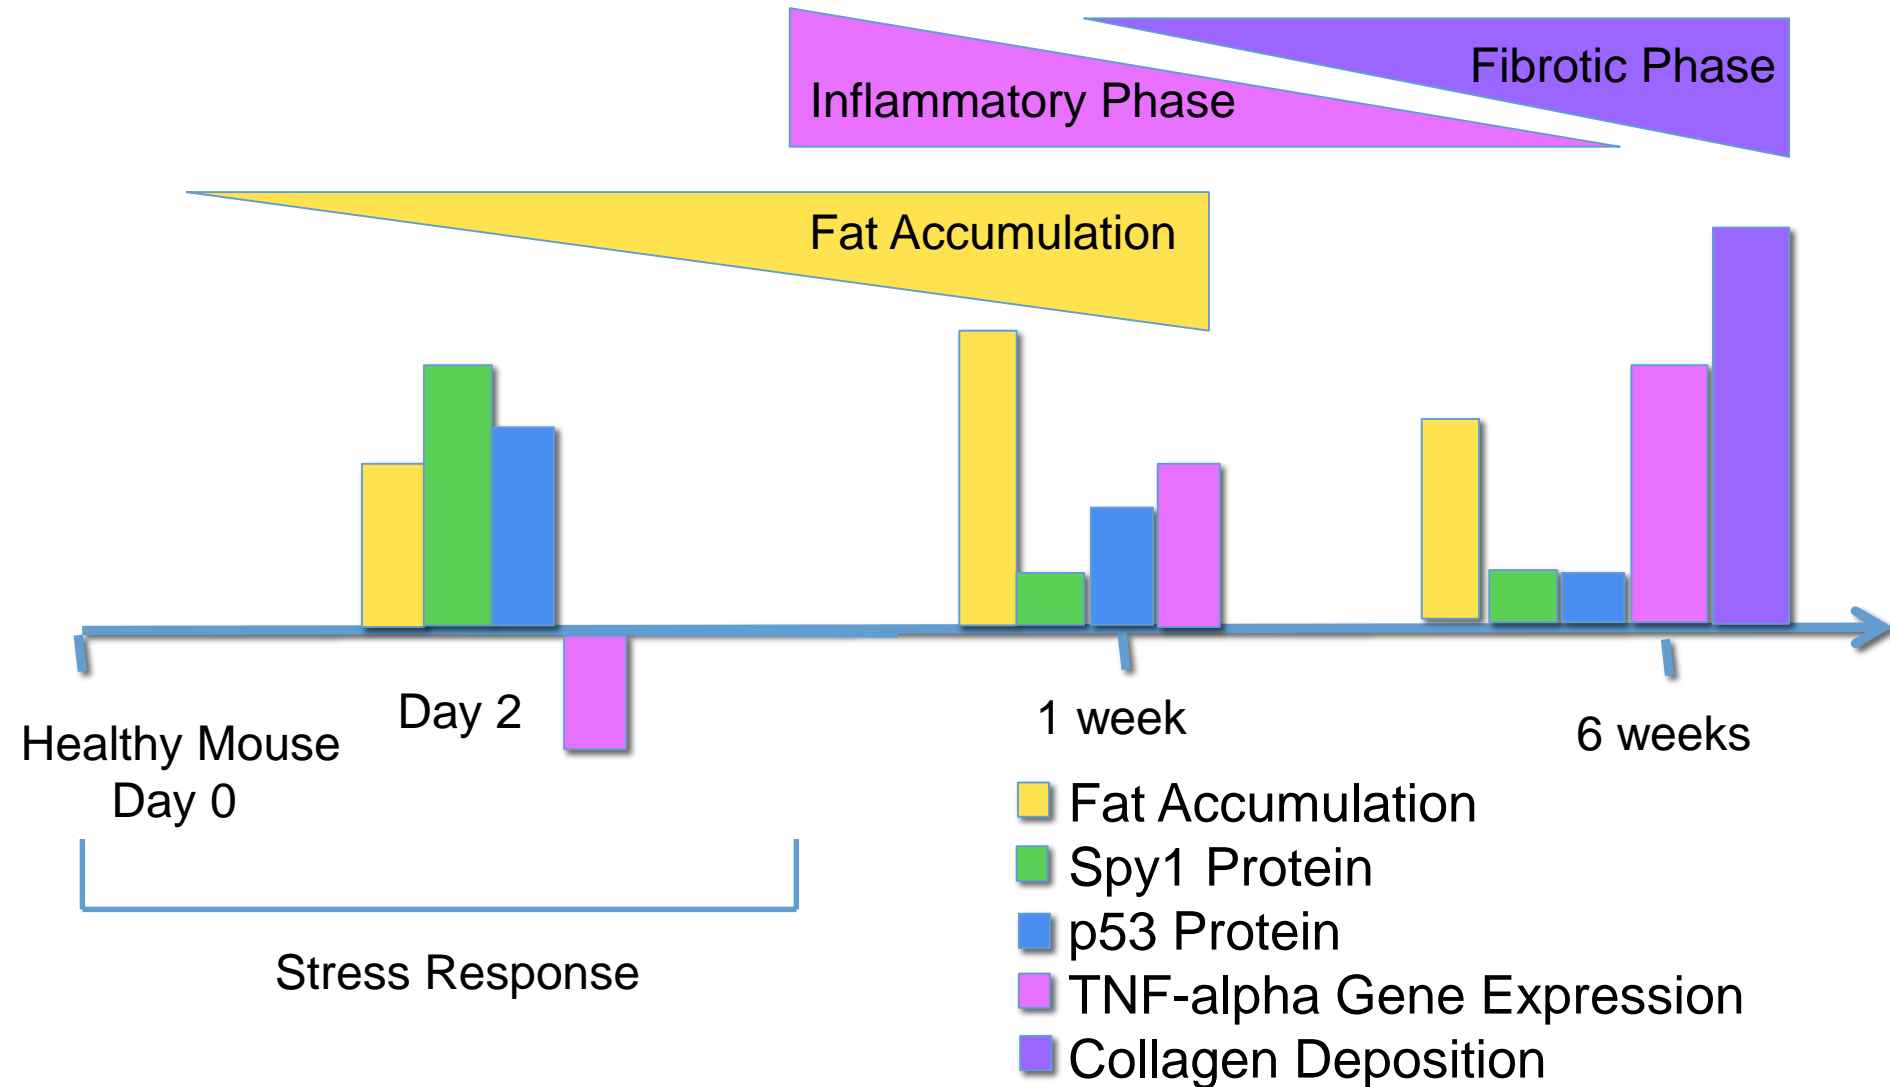 Fibrotic Phase
Inflammatory Phase
Fat Accumulation
Healthy Mouse
Day 0
Day 2
1 week
6 weeks
Stress Response
Fat Accumulation
Spy1 Protein
p53 Protein
TNF-alpha Gene Expression
Collagen Deposition